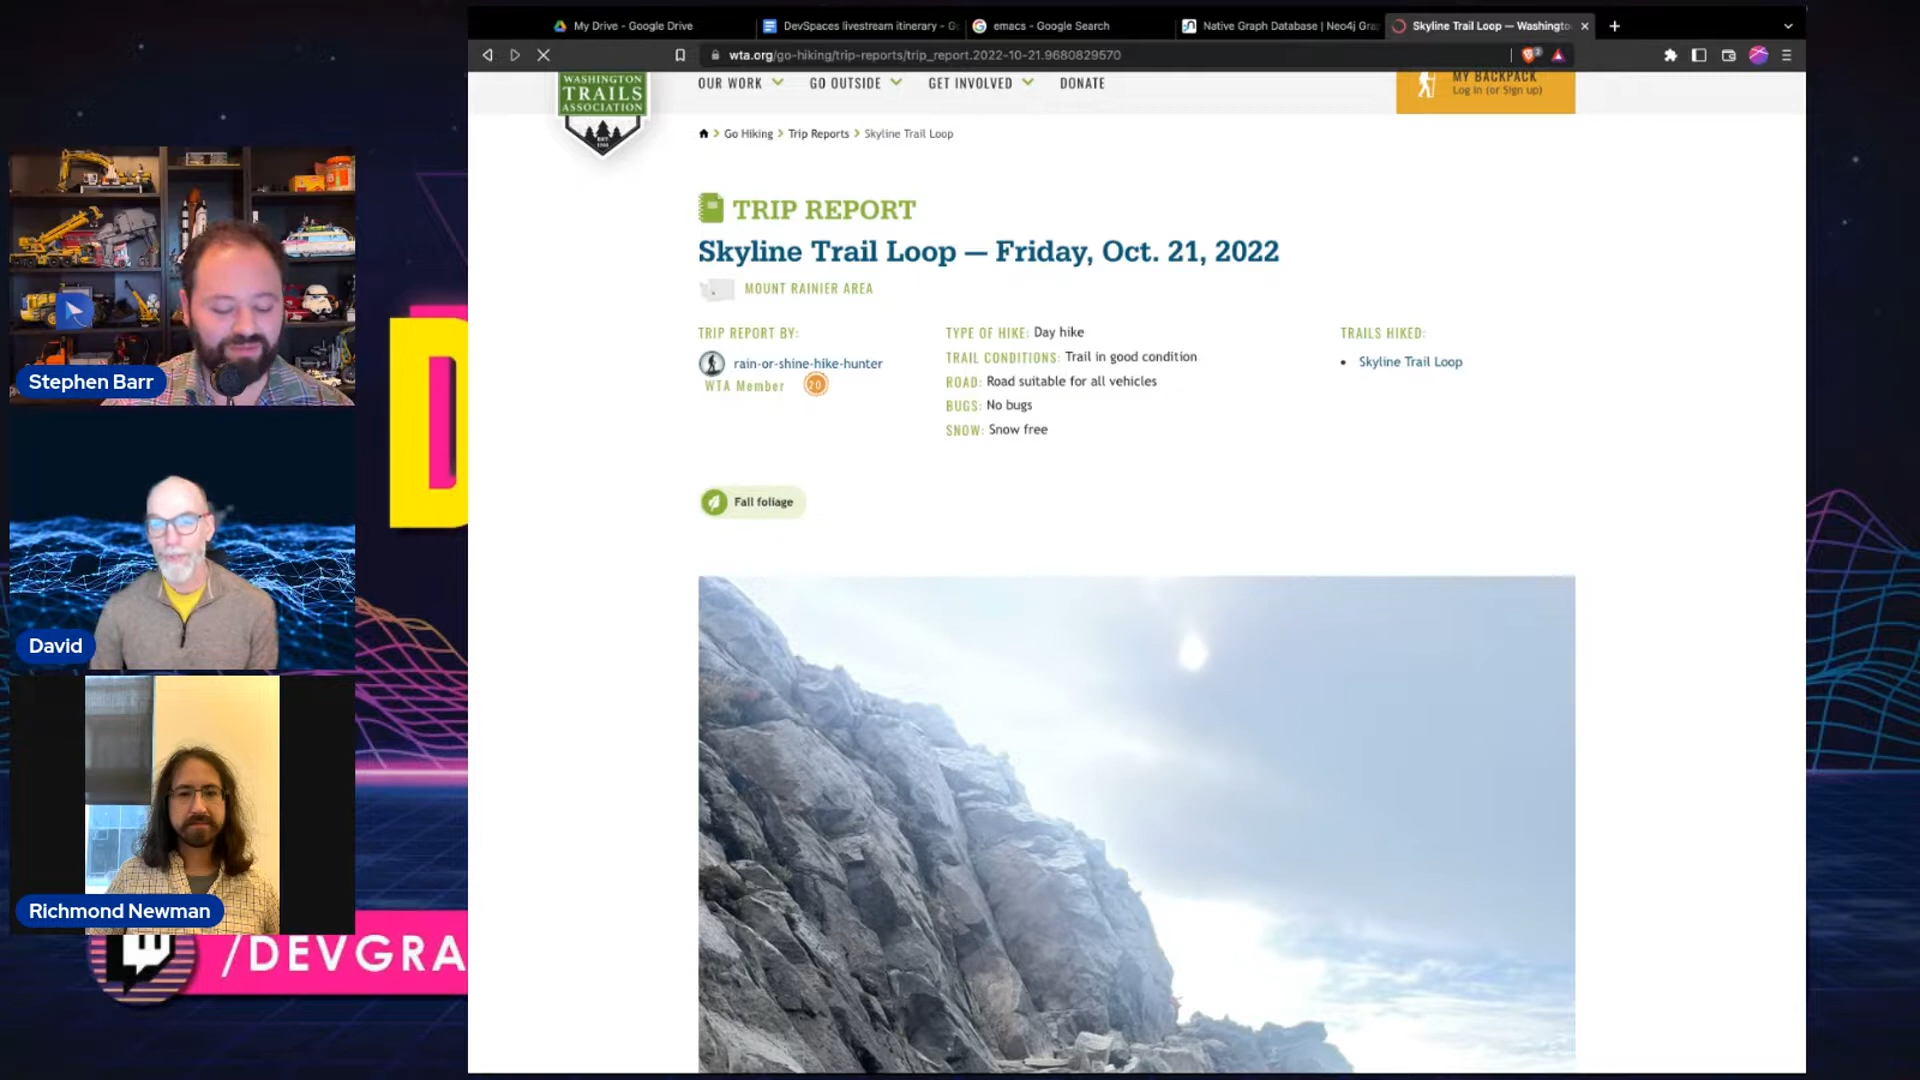 My Drive - Google Drive
DevSpaces livestream itinerary - G
emacs - Google Search
Native Graph Database | Neo4j Gra
Skyline Trail Loop — Washingto
wta.org/go-hiking/trip-reports/trip_report.2022-10-21.9680829570
WASHINGTON
TRAILS
ASSOCIATION
OUR WORK
GO OUTSIDE
GET INVOLVED
DONATE
MY BACKPACK
Log in (or Sign up)
Go Hiking
Trip Reports
Skyline Trail Loop
TRIP REPORT
Skyline Trail Loop — Friday, Oct. 21, 2022
MOUNT RAINIER AREA
TRIP REPORT BY:
rain-or-shine-hike-hunter
WTA Member
20
TYPE OF HIKE: Day hike
TRAIL CONDITIONS: Trail in good condition
ROAD: Road suitable for all vehicles
BUGS: No bugs
SNOW: Snow free
TRAILS HIKED:
Skyline Trail Loop
Fall foliage
Stephen Barr
David
Richmond Newman
/DEVGRA